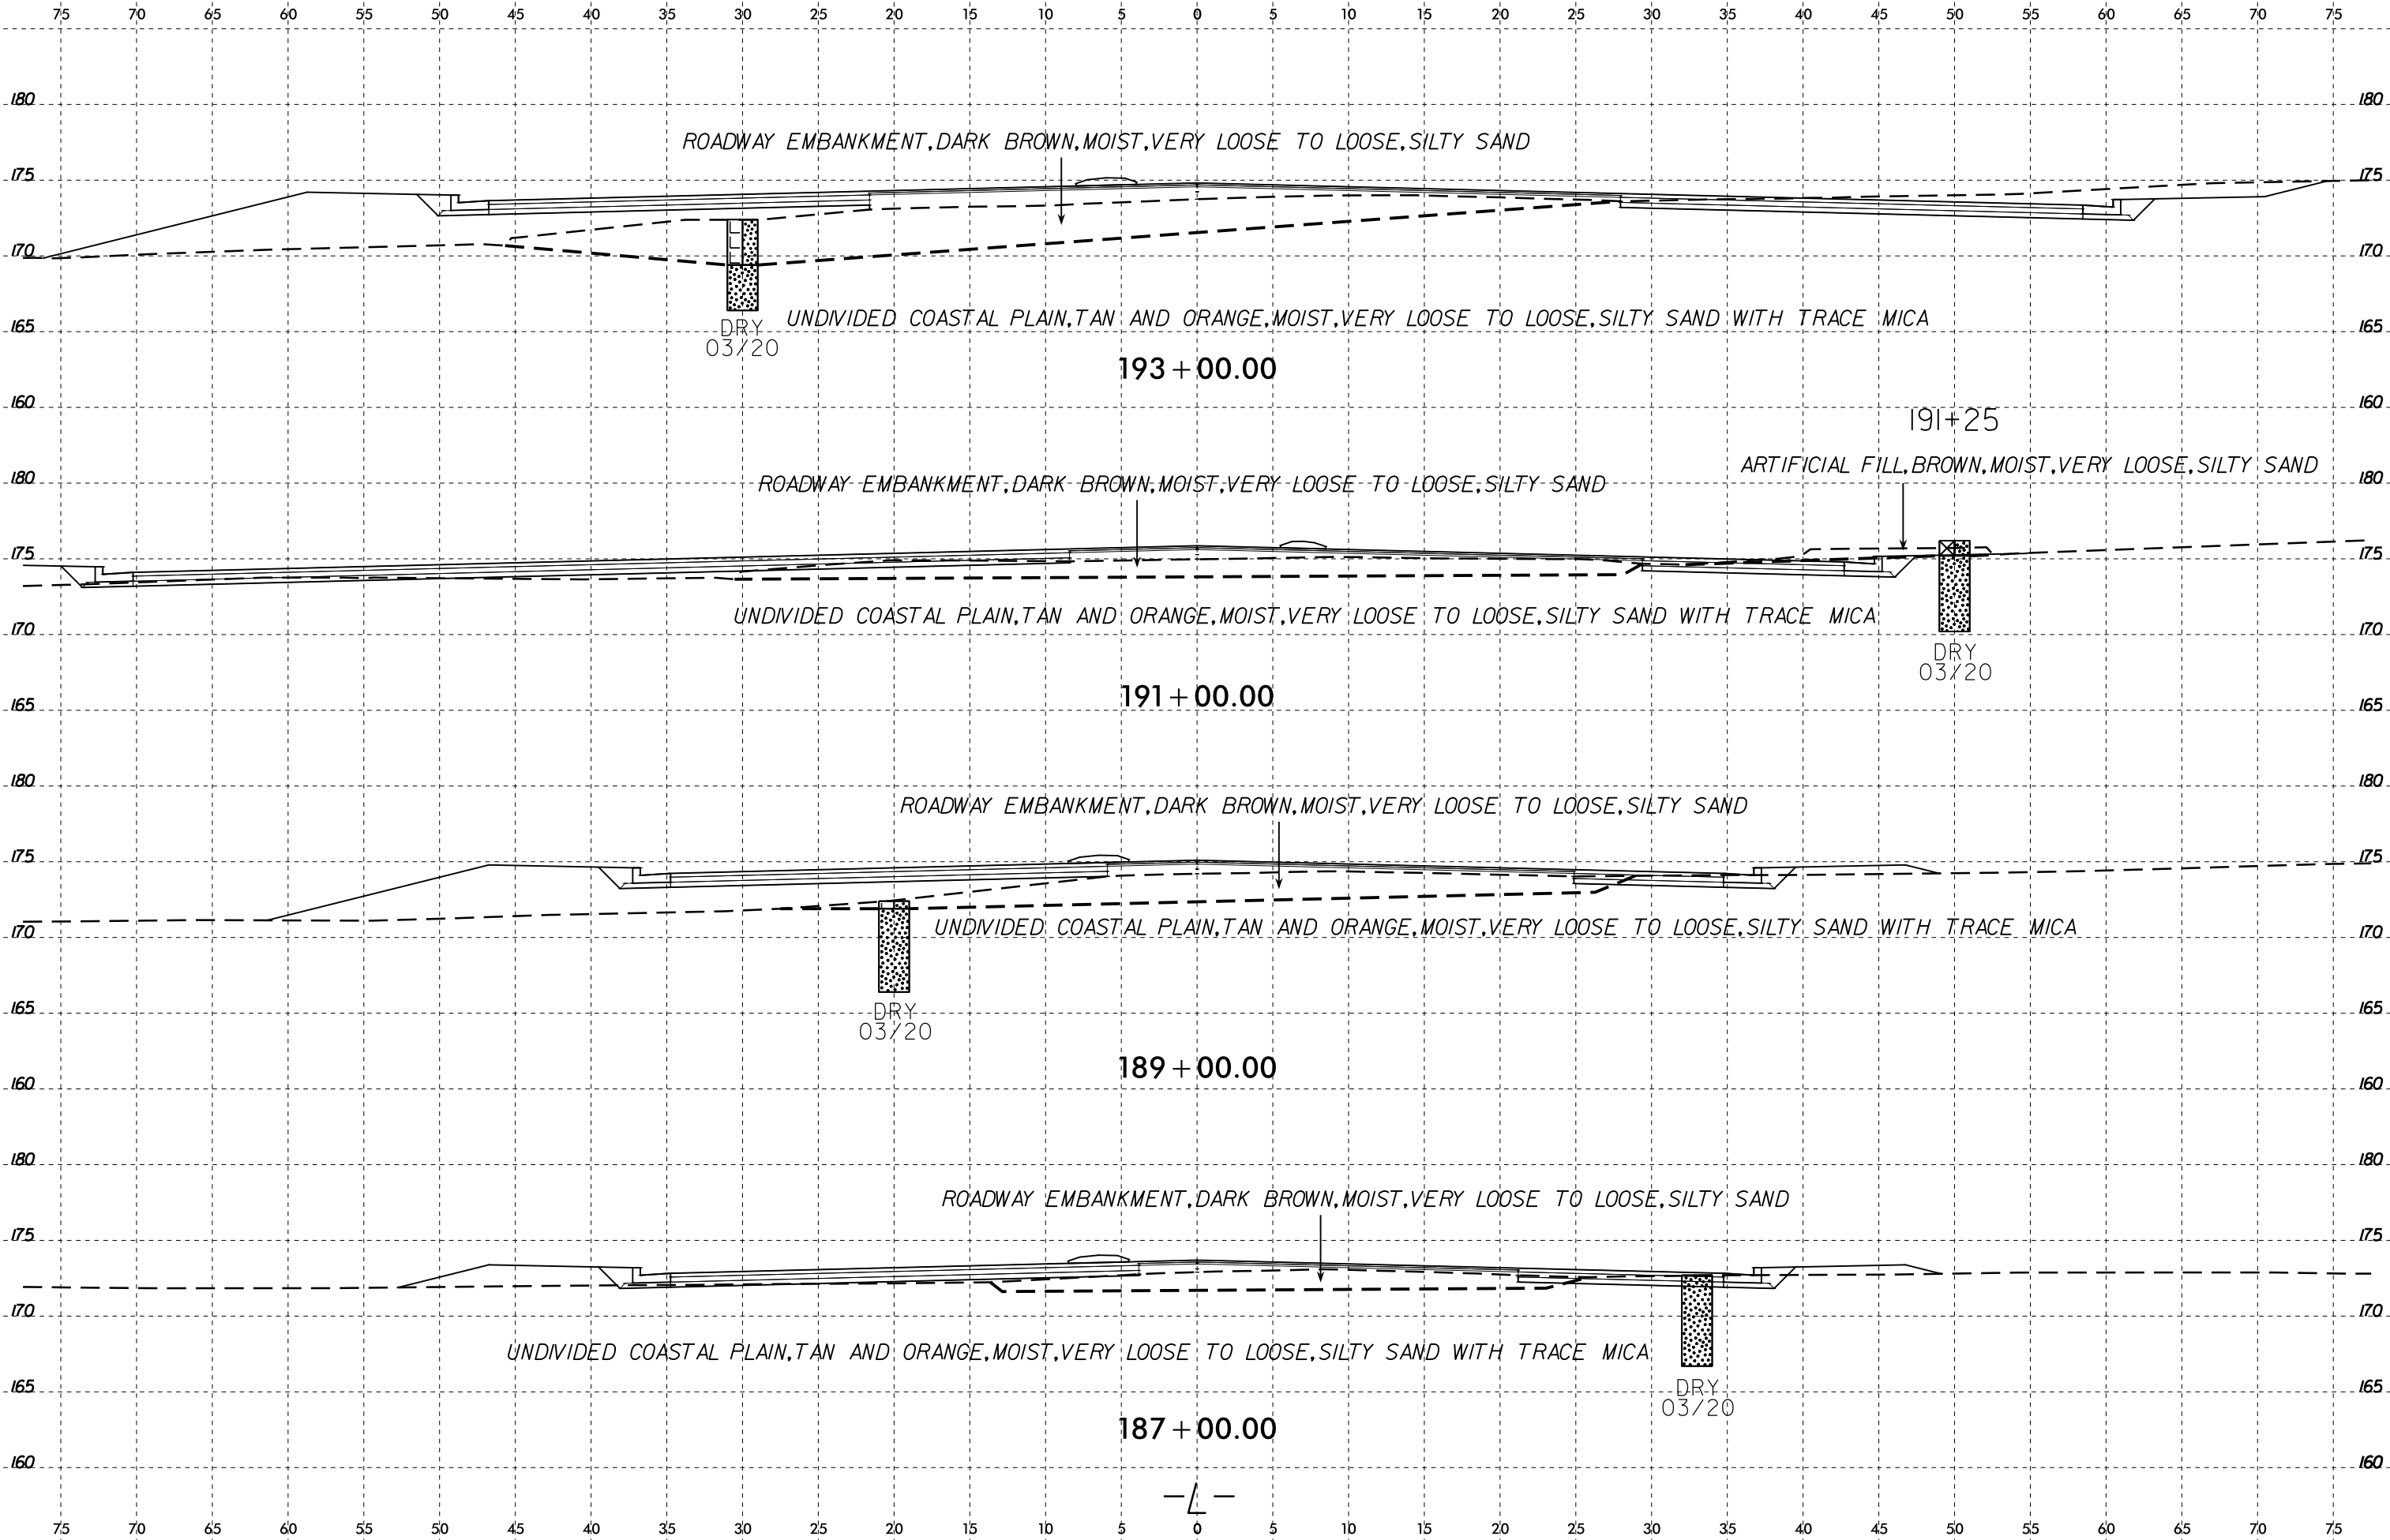 75 70 65 60 55 50 45 40 35 30 25 20 15 10 5 0 5 10 15 20 25 30 35 40 45 50 55 60 65 70 75
180 180
ROADWAY EMBANKMENT, DARK BROWN, MOIST, VERY LOOSE TO LOOSE, SILTY SAND
175 175
170 170
UNDIVIDED COASTAL PLAIN, TAN AND ORANGE, MOIST, VERY LOOSE TO LOOSE, SILTY SAND WITH TRACE MICA
165 165
DRY
03/20
193+00.00
160 160
191+25
ARTIFICIAL FILL, BROWN, MOIST, VERY LOOSE, SILTY SAND
180 180
ROADWAY EMBANKMENT, DARK BROWN, MOIST, VERY LOOSE TO LOOSE, SILTY SAND
175 175
UNDIVIDED COASTAL PLAIN, TAN AND ORANGE, MOIST, VERY LOOSE TO LOOSE, SILTY SAND WITH TRACE MICA
170 170
DRY
03/20
191+00.00
165 165
180 180
ROADWAY EMBANKMENT, DARK BROWN, MOIST, VERY LOOSE TO LOOSE, SILTY SAND
175 175
UNDIVIDED COASTAL PLAIN, TAN AND ORANGE, MOIST, VERY LOOSE TO LOOSE, SILTY SAND WITH TRACE MICA
170 170
165 165
DRY
03/20
189+00.00
160 160
180 180
ROADWAY EMBANKMENT, DARK BROWN, MOIST, VERY LOOSE TO LOOSE, SILTY SAND
175 175
170 170
UNDIVIDED COASTAL PLAIN, TAN AND ORANGE, MOIST, VERY LOOSE TO LOOSE, SILTY SAND WITH TRACE MICA
165 165
DRY
03/20
187+00.00
160 160
-L-
75 70 65 60 55 50 45 40 35 30 25 20 15 10 5 0 5 10 15 20 25 30 35 40 45 50 55 60 65 70 75